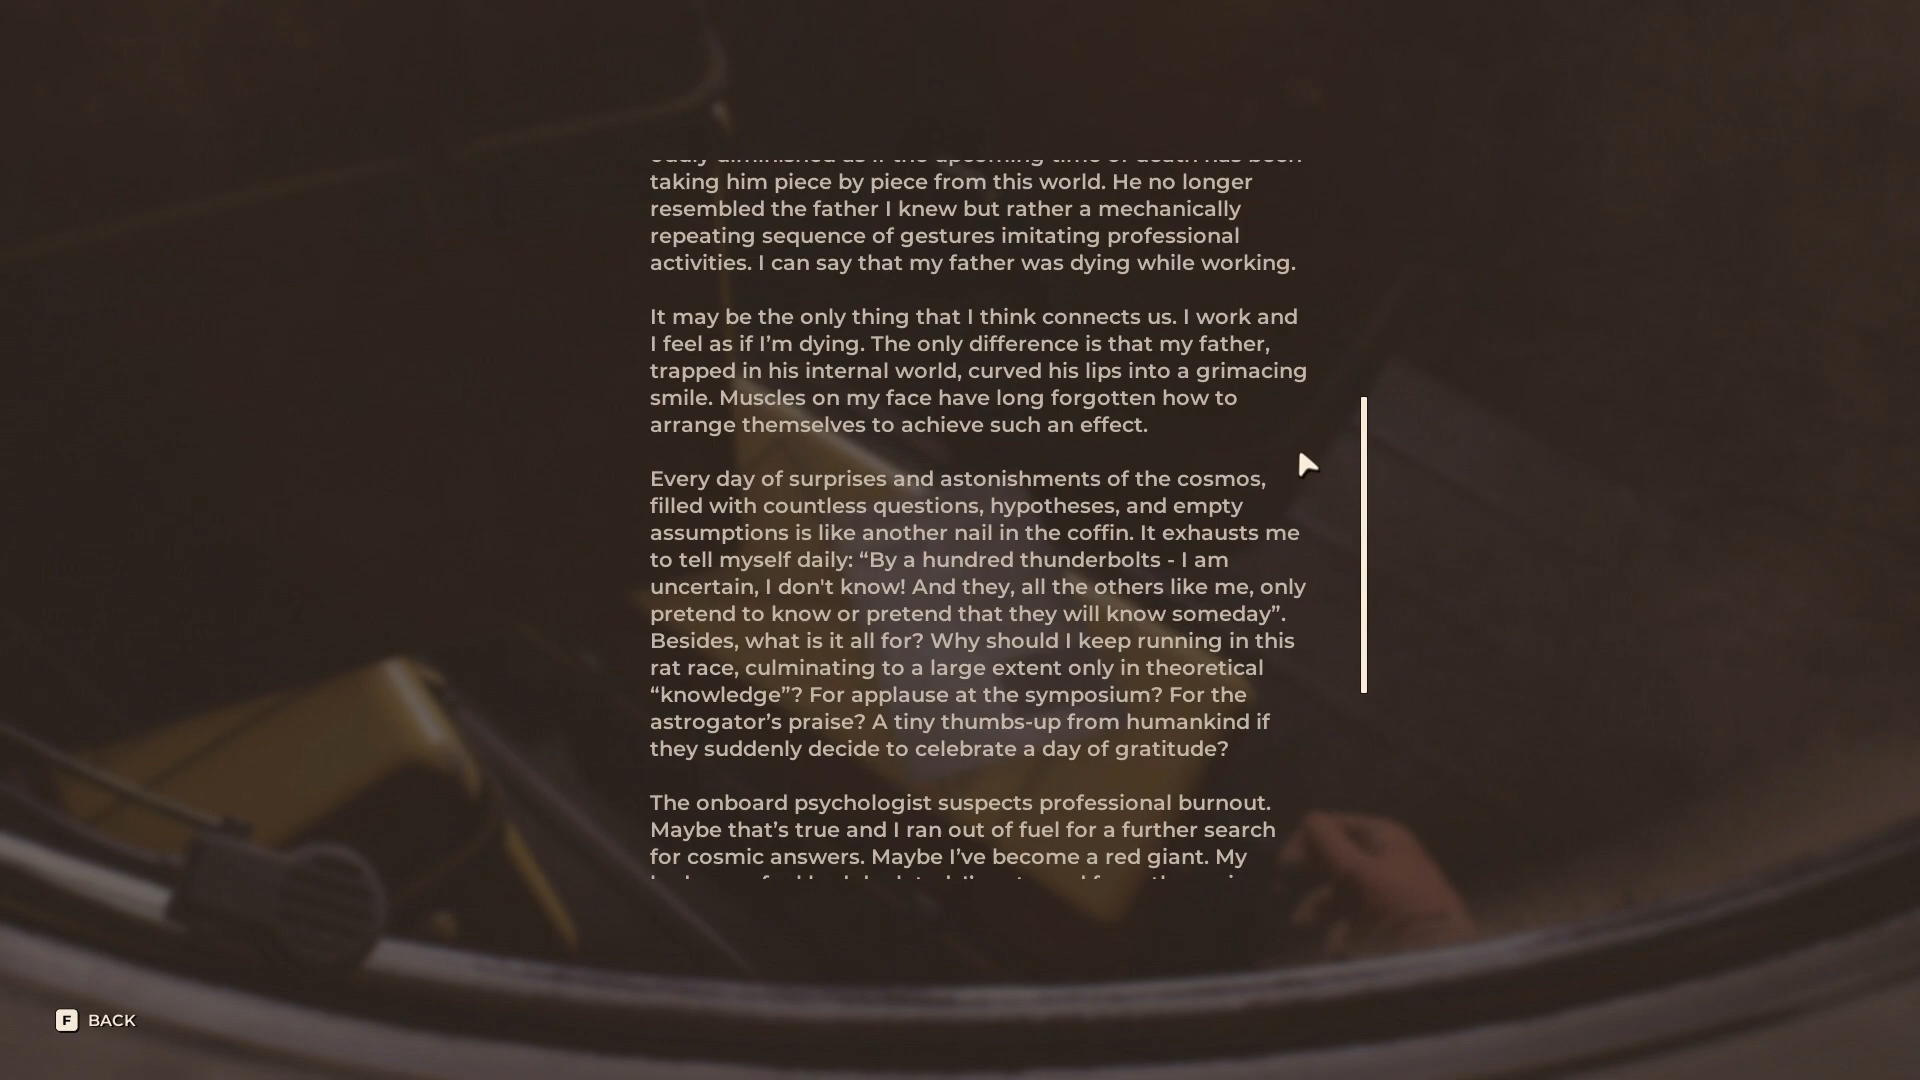 oddly diminished as if the upcoming time of death has been
taking him piece by piece from this world. He no longer
resembled the father I knew but rather a mechanically
repeating sequence of gestures imitating professional
activities. I can say that my father was dying while working.
It may be the only thing that I think connects us. I work and
I feel as if I’m dying. The only difference is that my father,
trapped in his internal world, curved his lips into a grimacing
smile. Muscles on my face have long forgotten how to
arrange themselves to achieve such an effect.
Every day of surprises and astonishments of the cosmos,
filled with countless questions, hypotheses, and empty
assumptions is like another nail in the coffin. It exhausts me
to tell myself daily: “By a hundred thunderbolts - I am
uncertain, I don't know! And they, all the others like me, only
pretend to know or pretend that they will know someday”.
Besides, what is it all for? Why should I keep running in this
rat race, culminating to a large extent only in theoretical
“knowledge”? For applause at the symposium? For the
astrogator’s praise? A tiny thumbs-up from humankind if
they suddenly decide to celebrate a day of gratitude?
The onboard psychologist suspects professional burnout.
Maybe that’s true and I ran out of fuel for a further search
for cosmic answers. Maybe I’ve become a red giant. My
F BACK